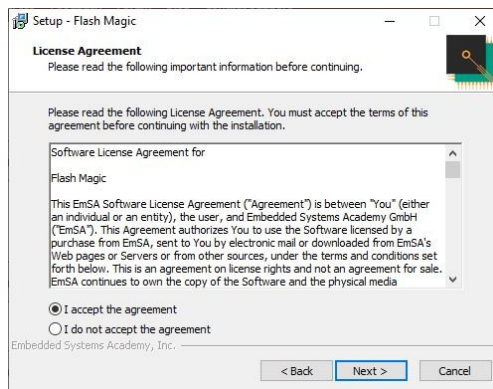 Setup - Flash Magic
License Agreement
Please read the following important information before continuing.
Please read the following License Agreement. You must accept the terms of this
agreement before continuing with the installation.
Software License Agreement for
Flash Magic
This EmSA Software License Agreement ("Agreement") is between "You" (either
an individual or an entity), the user, and Embedded Systems Academy GmbH
("EmSA"). This Agreement authorizes You to use the Software licensed by a
purchase from EmSA, sent to You by electronic mail or downloaded from EmSA's
Web pages or Servers or from other sources, under the terms and conditions set
forth below. This is an agreement on license rights and not an agreement for sale.
EmSA continues to own the copy of the Software and the physical media
I accept the agreement
I do not accept the agreement
Embedded Systems Academy, Inc.
< Back Next > Cancel